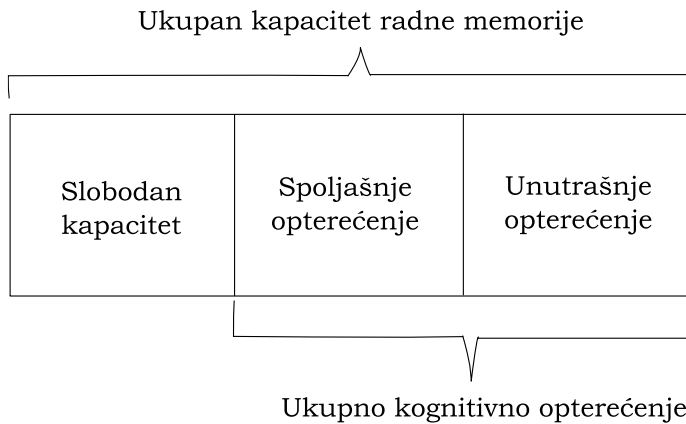 Ukupan kapacitet radne memorije
Slobodan
kapacitet
Spoljašnje
opterećenje
Unutrašnje
opterećenje
Ukupno kognitivno opterećenje